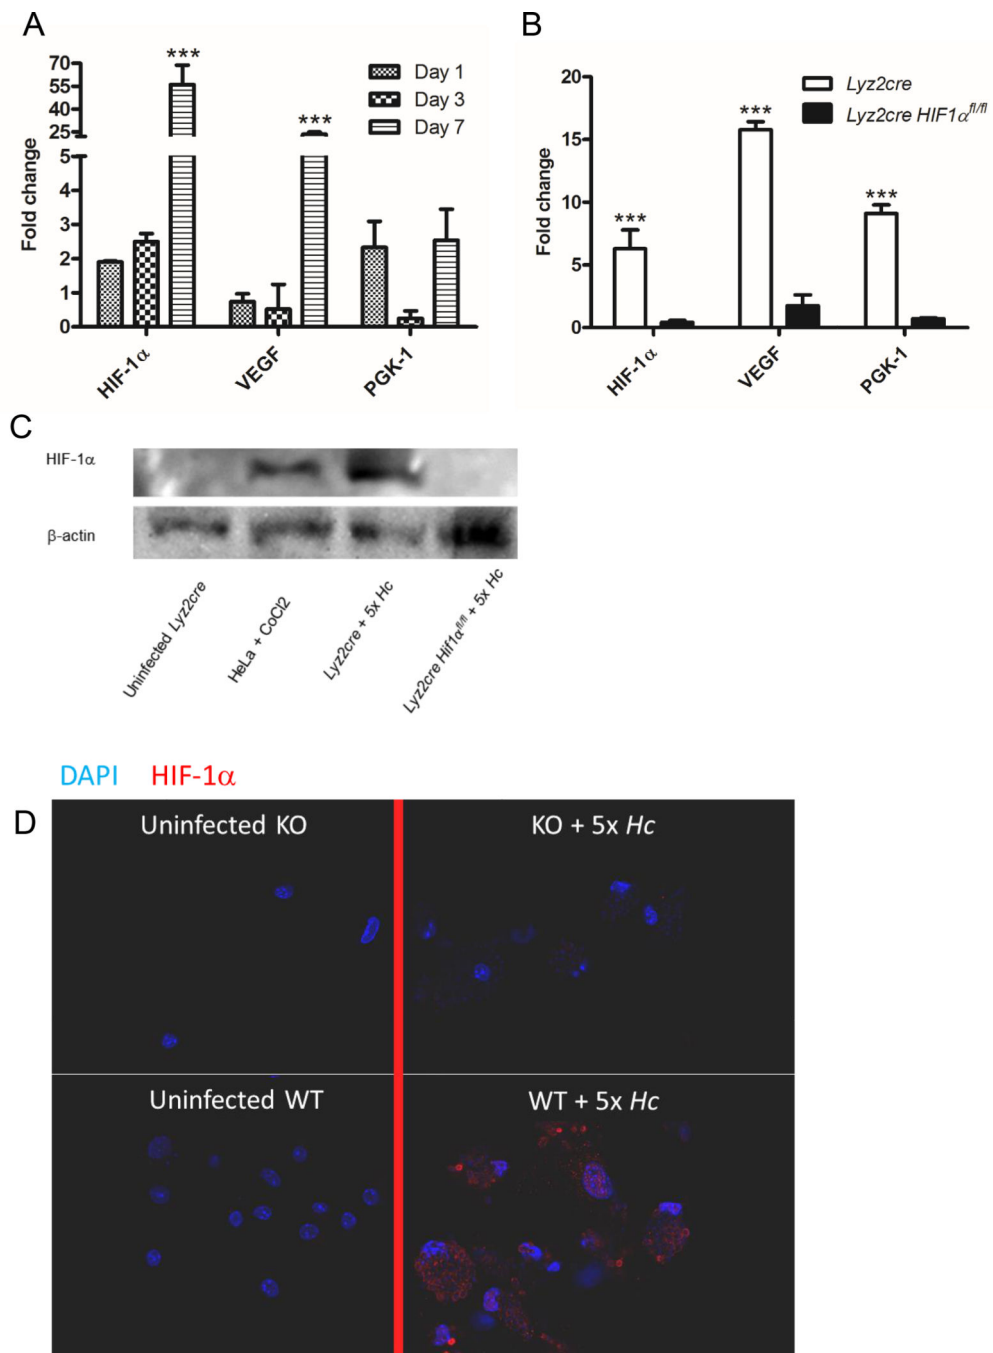 A
***
***
70
55
40
25
5
4
3
2
1
0
Fold change
Day 1
Day 3
Day 7
HIF-1α
VEGF
PGK-1
B
***
***
***
20
15
10
5
0
Fold change
Lyz2cre
Lyz2cre HIF1α^fl/fl
HIF-1α
VEGF
PGK-1
C
HIF-1α
β-actin
Uninfected Lyz2cre
HeLa + CoCl2
Lyz2cre + 5x Hc
Lyz2cre Hif1α^fl/fl + 5x Hc
DAPI HIF-1α
D
Uninfected KO
KO + 5x Hc
Uninfected WT
WT + 5x Hc